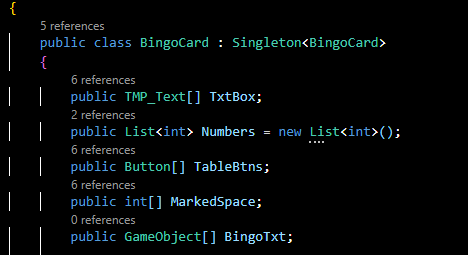 {
5 references
public class BingoCard : Singleton<BingoCard>
{
6 references
public TMP_Text[] TxtBox;
2 references
public List<int> Numbers = new List<int>();
6 references
public Button[] TableBtns;
6 references
public int[] MarkedSpace;
0 references
public GameObject[] BingoTxt;